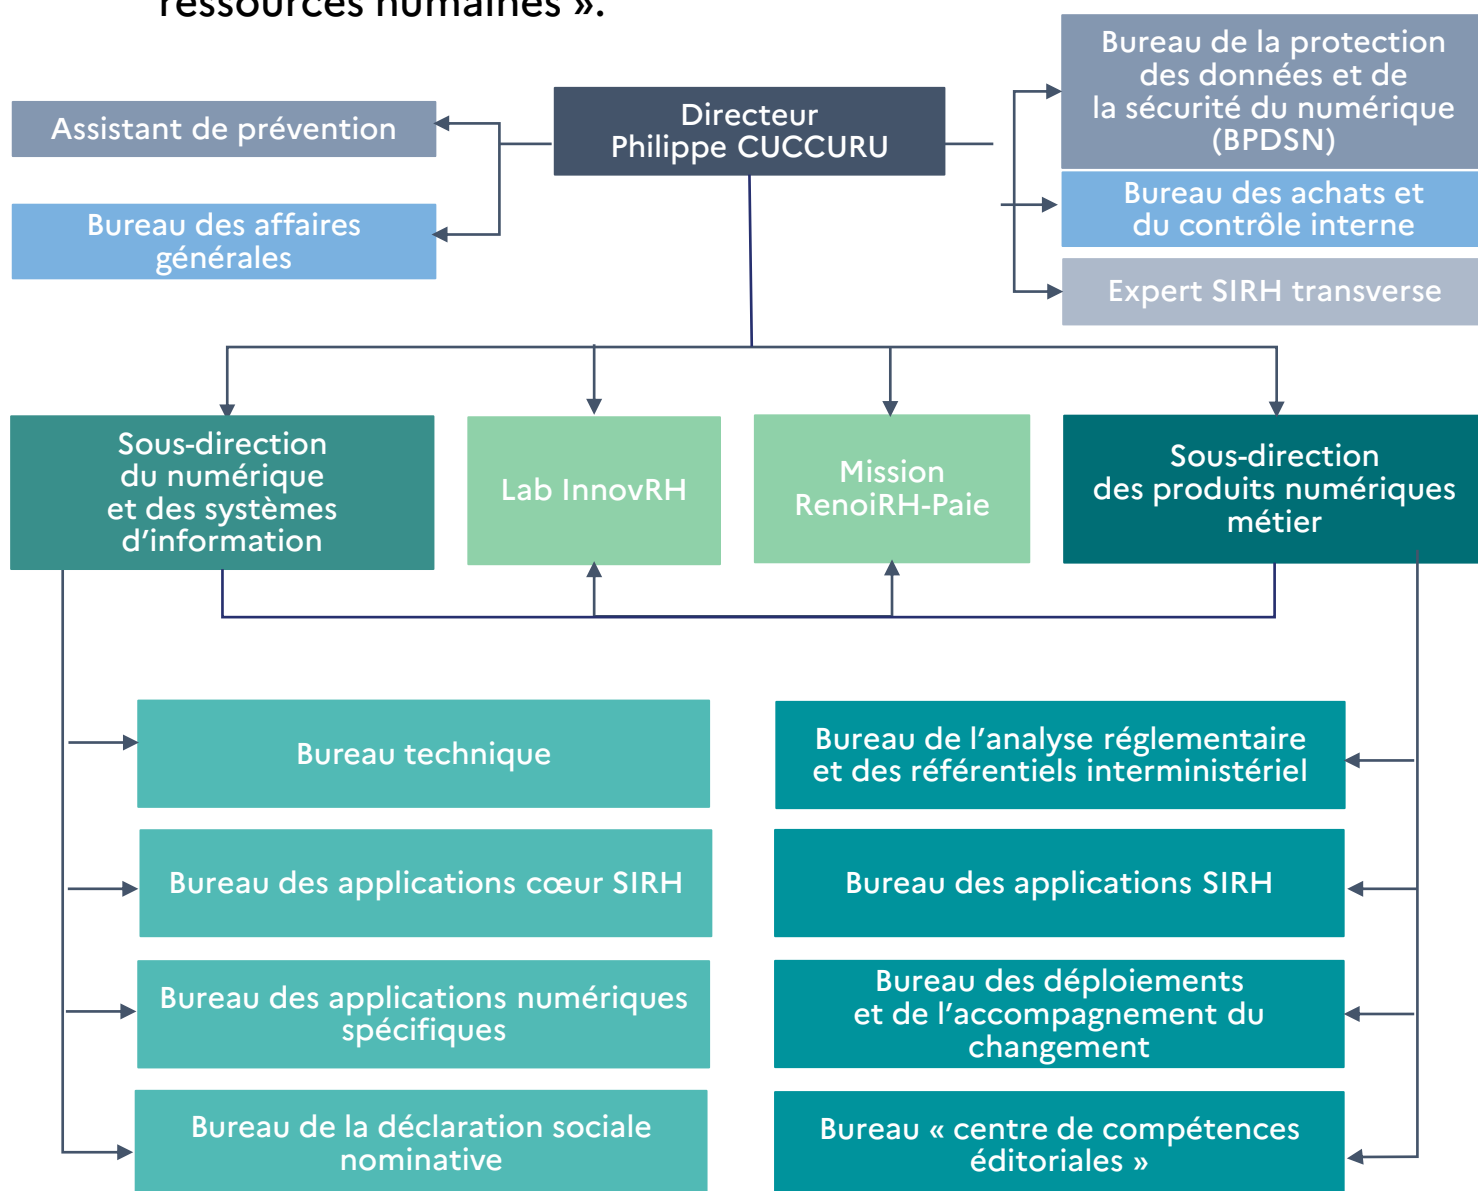 ressources humaines ».
Directeur
Philippe CUCCURU
Assistant de prévention
Bureau des affaires
générales
Bureau de la protection
des données et de
la sécurité du numérique
(BPDSN)
Bureau des achats et
du contrôle interne
Expert SIRH transverse
Sous-direction
du numérique
et des systèmes
d'information
Lab InnovRH
Mission
RenoiRH-Paie
Sous-direction
des produits numériques
métier
Bureau technique
Bureau des applications cœur SIRH
Bureau des applications numériques
spécifiques
Bureau de la déclaration sociale
nominative
Bureau de l'analyse réglementaire
et des référentiels interministériel
Bureau des applications SIRH
Bureau des déploiements
et de l'accompagnement du
changement
Bureau « centre de compétences
éditoriales »